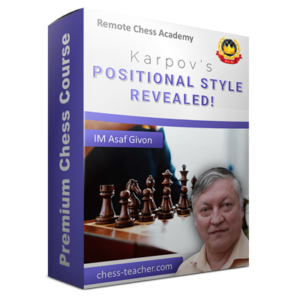 Remote Chess Academy
Karpov's
POSITIONAL STYLE
REVEALED!
IM Asaf Givon
chess-teacher.com
Premium Chess Course